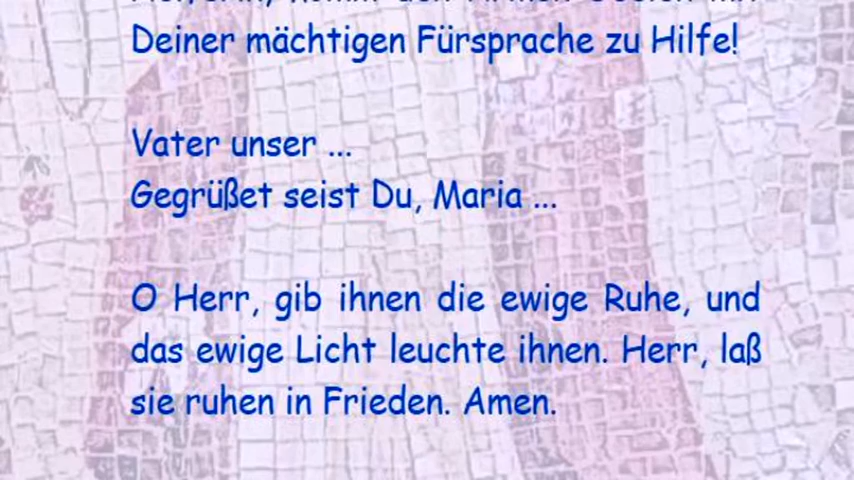 Deiner mächtigen Fürsprache zu Hilfe!
Vater unser ...
Gegrüßet seist Du, Maria ...
O Herr, gib ihnen die ewige Ruhe, und
das ewige Licht leuchte ihnen. Herr, laß
sie ruhen in Frieden. Amen.